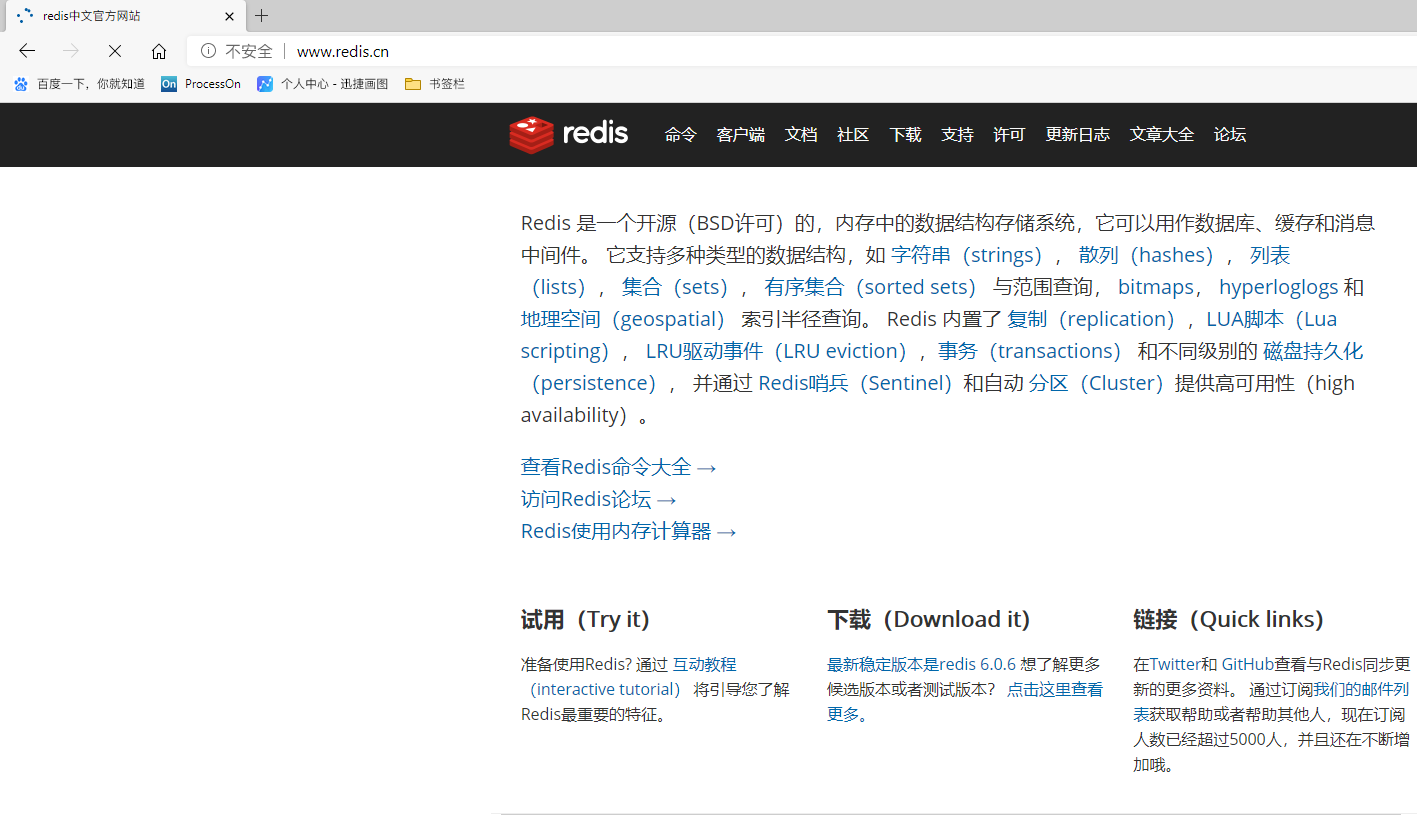 redis中文官方网站
不安全 www.redis.cn
百度一下，你就知道 On ProcessOn 个人中心 - 迅捷画图 书签栏
redis 命令 客户端 文档 社区 下载 支持 许可 更新日志 文章大全 论坛
Redis 是一个开源（BSD许可）的，内存中的数据结构存储系统，它可以用作数据库、缓存和消息
中间件。 它支持多种类型的数据结构，如 字符串（strings）， 散列（hashes）， 列表
（lists）， 集合（sets）， 有序集合（sorted sets） 与范围查询， bitmaps， hyperloglogs 和
地理空间（geospatial） 索引半径查询。 Redis 内置了 复制（replication），LUA脚本（Lua
scripting）， LRU驱动事件（LRU eviction），事务（transactions） 和不同级别的 磁盘持久化
（persistence）， 并通过 Redis哨兵（Sentinel）和自动 分区（Cluster）提供高可用性（high
availability）。
查看Redis命令大全 →
访问Redis论坛 →
Redis使用内存计算器 →
试用（Try it）
准备使用Redis? 通过 互动教程
（interactive tutorial） 将引导您了解
Redis最重要的特征。
下载（Download it）
最新稳定版本是redis 6.0.6 想了解更多
候选版本或者测试版本？ 点击这里查看
更多。
链接（Quick links）
在Twitter和 GitHub查看与Redis同步更
新的更多资料。 通过订阅我们的邮件列
表获取帮助或者帮助其他人，现在订阅
人数已经超过5000人，并且还在不断增
加哦。